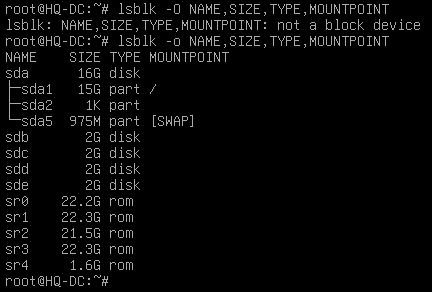 root@HQ-DC:~# lsblk -O NAME,SIZE,TYPE,MOUNTPOINT
lsblk: NAME,SIZE,TYPE,MOUNTPOINT: not a block device
root@HQ-DC:~# lsblk -o NAME,SIZE,TYPE,MOUNTPOINT
NAME    SIZE TYPE MOUNTPOINT
sda      16G disk
├─sda1   15G part /
├─sda2    1K part
└─sda5  975M part [SWAP]
sdb       2G disk
sdc       2G disk
sdd       2G disk
sde       2G disk
sr0    22.2G rom
sr1    22.3G rom
sr2    21.5G rom
sr3    22.3G rom
sr4     1.6G rom
root@HQ-DC:~#